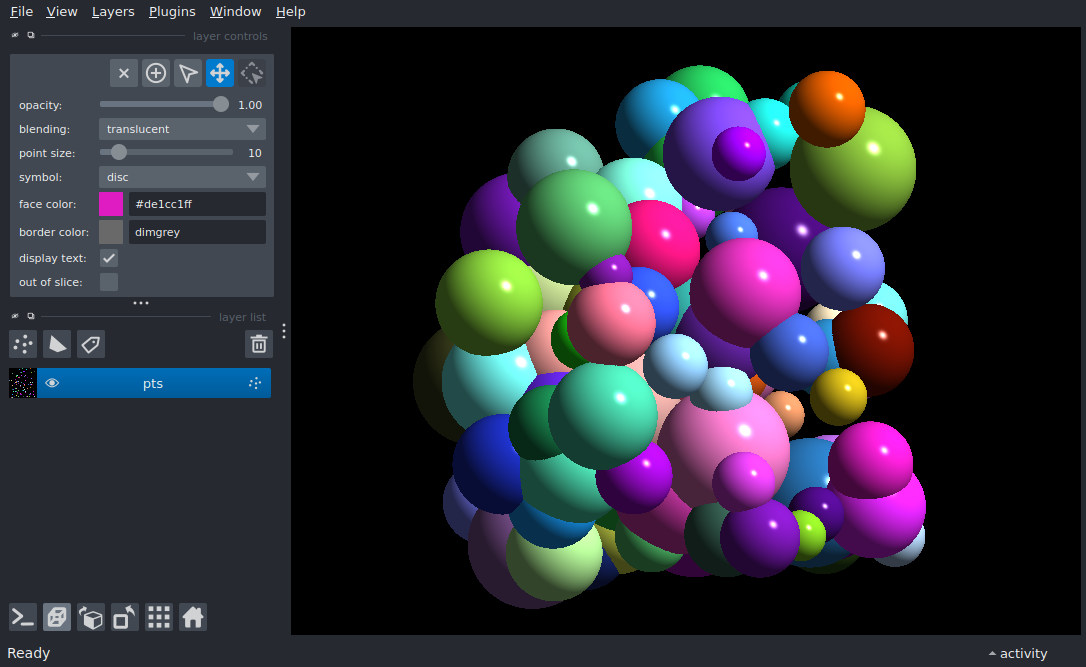 File View Layers Plugins Window Help
layer controls
opacity: 1.00
blending: translucent
point size: 10
symbol: disc
face color: #de1cc1ff
border color: dimgrey
display text:
out of slice:
layer list
pts
Ready
activity